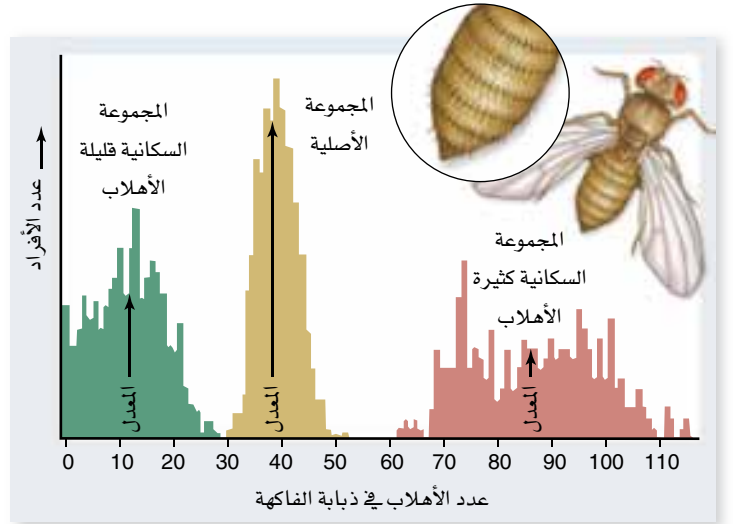 المجموعة
السكانية قليلة
الأهلاب
المجموعة
الأصلية
المجموعة
السكانية كثيرة
الأهلاب
عدد الأفراد
المعدل
المعدل
المعدل
0 10 20 30 40 50 60 70 80 90 100 110
عدد الأهلاب في ذبابة الفاكهة